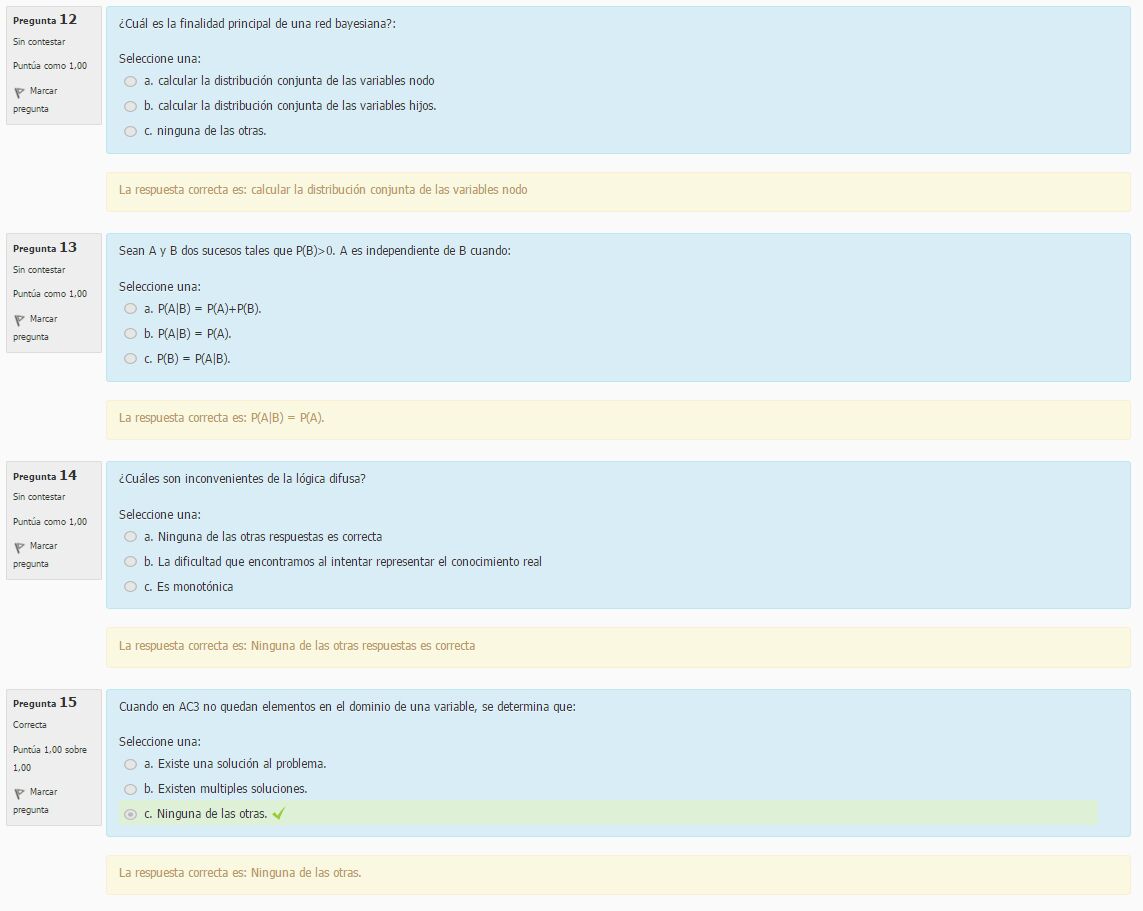 Pregunta 12
Sin contestar
Puntúa como 1,00
Marcar
pregunta
¿Cuál es la finalidad principal de una red bayesiana?:
Seleccione una:
a. calcular la distribución conjunta de las variables nodo
b. calcular la distribución conjunta de las variables hijos.
c. ninguna de las otras.
La respuesta correcta es: calcular la distribución conjunta de las variables nodo
Pregunta 13
Sin contestar
Puntúa como 1,00
Marcar
pregunta
Sean A y B dos sucesos tales que P(B)>0. A es independiente de B cuando:
Seleccione una:
a. P(A|B) = P(A)+P(B).
b. P(A|B) = P(A).
c. P(B) = P(A|B).
La respuesta correcta es: P(A|B) = P(A).
Pregunta 14
Sin contestar
Puntúa como 1,00
Marcar
pregunta
¿Cuáles son inconvenientes de la lógica difusa?
Seleccione una:
a. Ninguna de las otras respuestas es correcta
b. La dificultad que encontramos al intentar representar el conocimiento real
c. Es monotónica
La respuesta correcta es: Ninguna de las otras respuestas es correcta
Pregunta 15
Correcta
Puntúa 1,00 sobre
1,00
Marcar
pregunta
Cuando en AC3 no quedan elementos en el dominio de una variable, se determina que:
Seleccione una:
a. Existe una solución al problema.
b. Existen multiples soluciones.
c. Ninguna de las otras.
La respuesta correcta es: Ninguna de las otras.